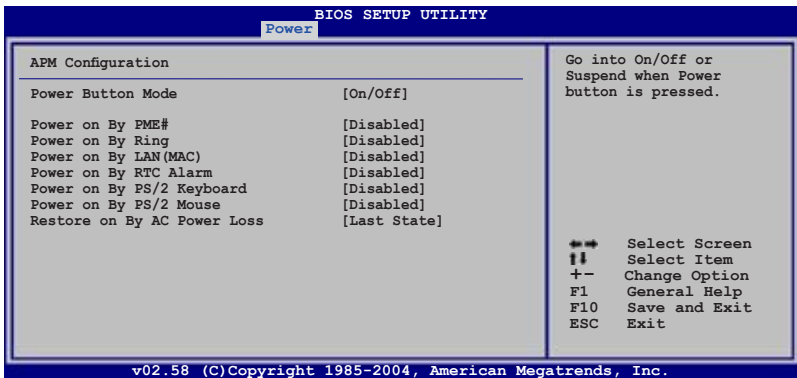 BIOS SETUP UTILITY
Power
APM Configuration
Power Button Mode [On/Off]
Power on By PME# [Disabled]
Power on By Ring [Disabled]
Power on By LAN(MAC) [Disabled]
Power on By RTC Alarm [Disabled]
Power on By PS/2 Keyboard [Disabled]
Power on By PS/2 Mouse [Disabled]
Restore on By AC Power Loss [Last State]
Go into On/Off or
Suspend when Power
button is pressed.
Select Screen
Select Item
+- Change Option
F1 General Help
F10 Save and Exit
ESC Exit
v02.58 (C)Copyright 1985-2004, American Megatrends, Inc.